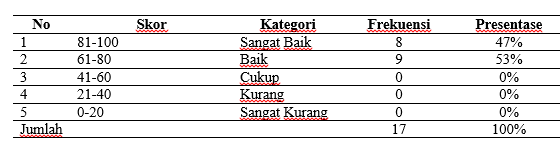 No Skor Kategori Frekuensi Presentase
1 81-100 Sangat Baik 8 47%
2 61-80 Baik 9 53%
3 41-60 Cukup 0 0%
4 21-40 Kurang 0 0%
5 0-20 Sangat Kurang 0 0%
Jumlah 17 100%